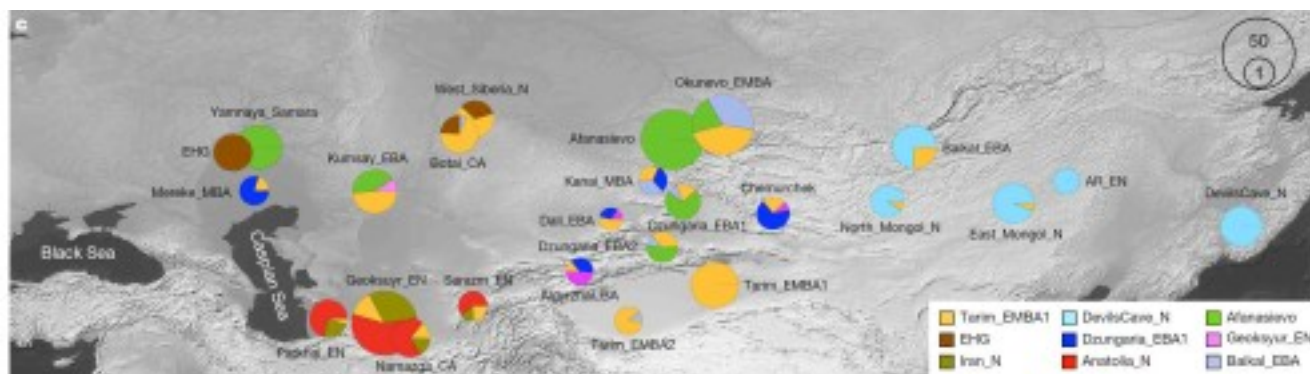 c
50
1
Okunevo_EMBA
West_Siberia_N
Yamnaya_Samara
Afanasievo
EHG
Kumsay_EBA
Botai_CA
Baikal_EBA
Mereke_MBA
Kanai_MBA
Chemurchek
AR_EN
DevilsCave_N
Dali_EBA
Dzungaria_EBA1
North_Mongol_N
East_Mongol_N
Black Sea
Caspian Sea
Dzungaria_EBA2
Geoksyur_EN
Sarazm_EN
Aigyrzhal_BA
Tarim_EMBA1
Parkhai_EN
Namazga_CA
Tarim_EMBA2
Tarim_EMBA1 DevilsCave_N Afanasievo
EHG Dzungaria_EBA1 Geoksyur_EN
Iran_N Anatolia_N Baikal_EBA